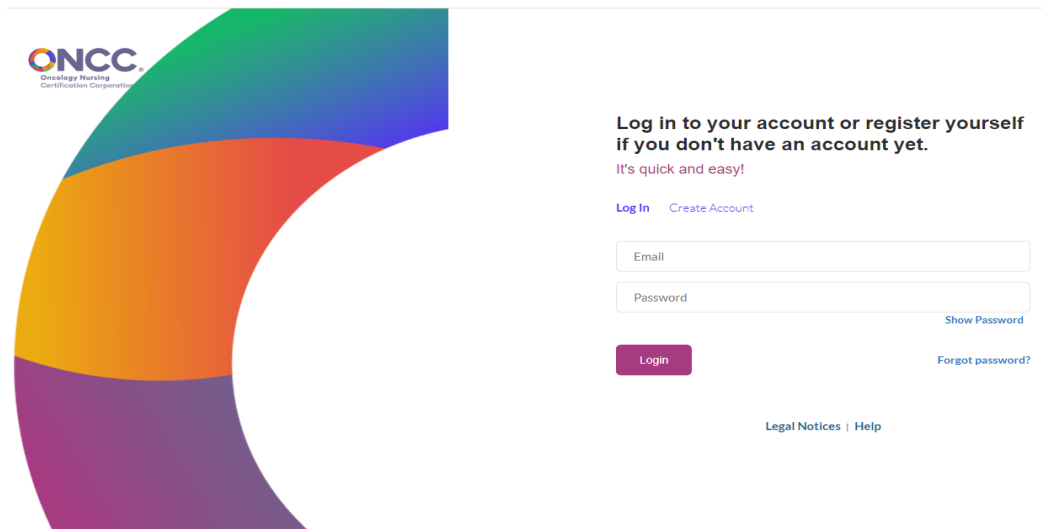 ONCC.
Oncology Nursing
Certification Corporation
Log in to your account or register yourself
if you don't have an account yet.
It's quick and easy!
Log In Create Account
Email
Password
Show Password
Login Forgot password?
Legal Notices | Help